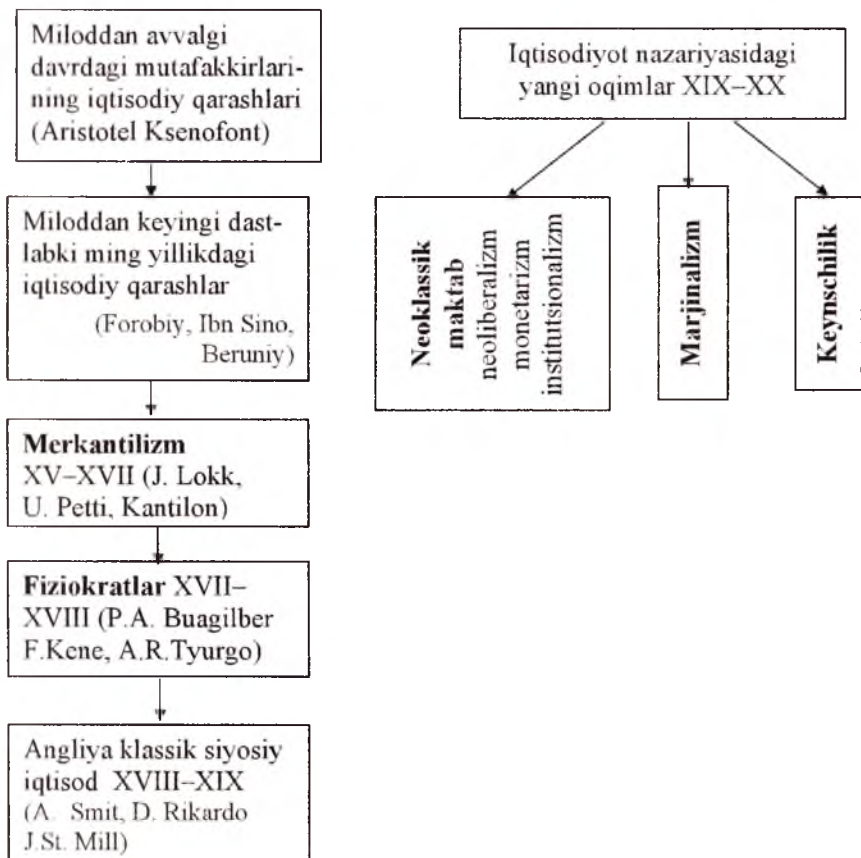 Miloddan avvalgi
davrdagi mutafakkirlari-
ning iqtisodiy qarashlari
(Aristotel Ksenofont)
Miloddan keyingi dast-
labki ming yillikdagi
iqtisodiy qarashlar
(Forobiy, Ibn Sino,
Beruniy)
Merkantilizm
XV–XVII (J. Lokk,
U. Petti, Kantilon)
Fiziokratlar XVII–
XVIII (P.A. Buagilber
F.Kene, A.R.Tyurgo)
Angliya klassik siyosiy
iqtisod XVIII–XIX
(A. Smit, D. Rikardo
J.St. Mill)
Iqtisodiyot nazariyasidagi
yangi oqimlar XIX–XX
Neoklassik
maktab
neoliberalizm
monetarizm
institutsionalizm
Marjinalizm
Keynschilik